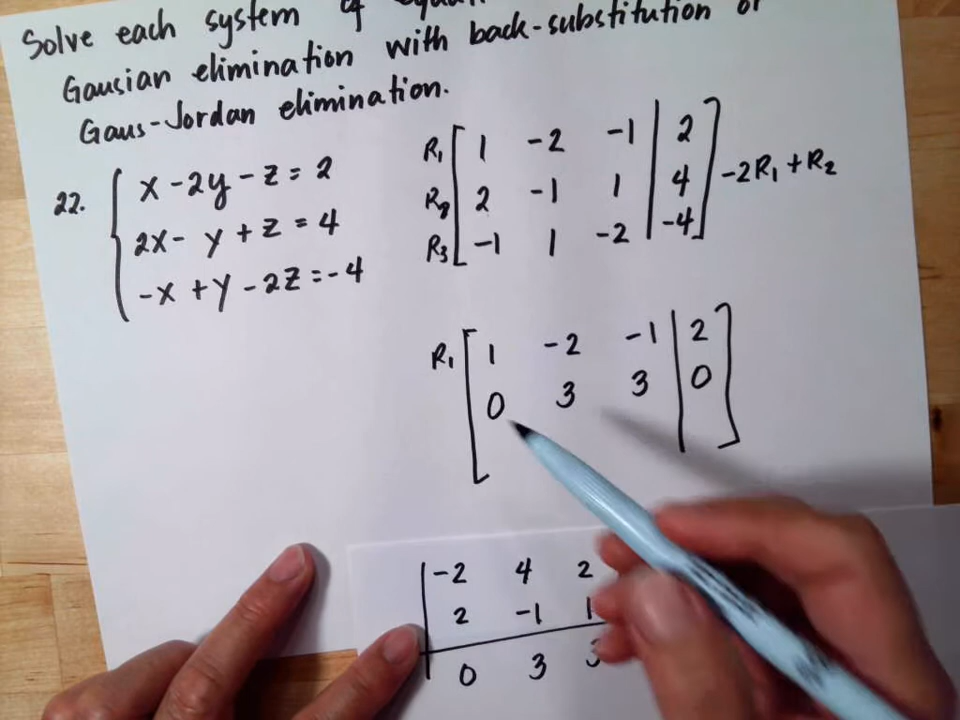 Solve each system of
Gausian elimination with back-substitution or
Gaus-Jordan elimination.
22.
x - 2y - z = 2
2x - y + z = 4
-x + y - 2z = -4
R₁ 1 -2 -1 | 2
R₂ 2 -1 1 | 4 -2R₁ + R₂
R₃ -1 1 -2 | -4
R₁ 1 -2 -1 | 2
0 3 3 | 0
-2 4 2
2 -1 1
0 3